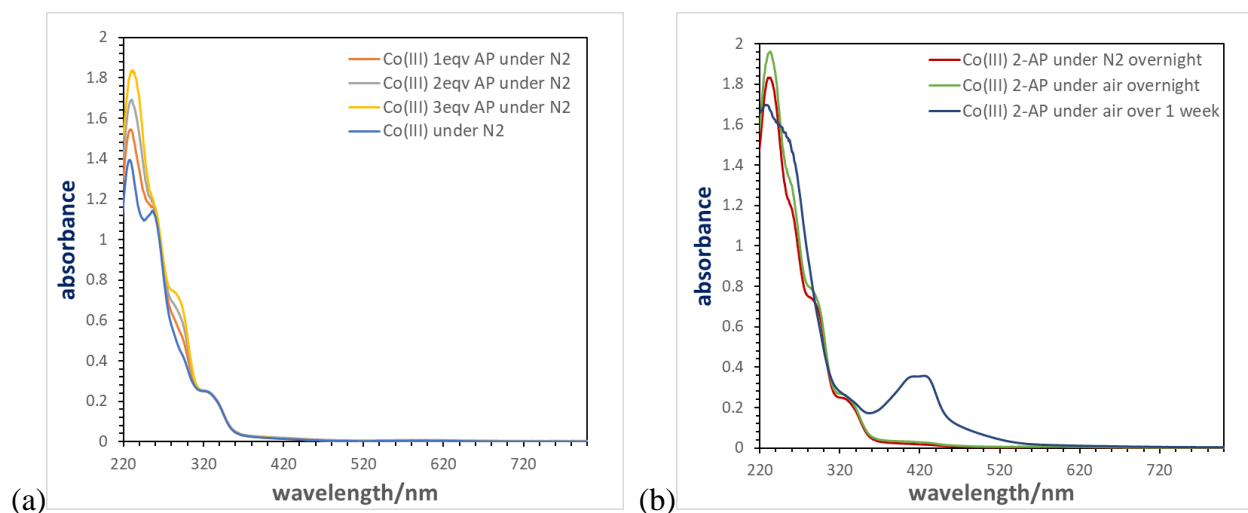 2
1.8
1.6
1.4
1.2
1
0.8
0.6
0.4
0.2
0
220 320 420 520 620 720
absorbance
wavelength/nm
Co(III) 1eqv AP under N2
Co(III) 2eqv AP under N2
Co(III) 3eqv AP under N2
Co(III) under N2
(a)
2
1.8
1.6
1.4
1.2
1
0.8
0.6
0.4
0.2
0
220 320 420 520 620 720
absorbance
wavelength/nm
Co(III) 2-AP under N2 overnight
Co(III) 2-AP under air overnight
Co(III) 2-AP under air over 1 week
(b)